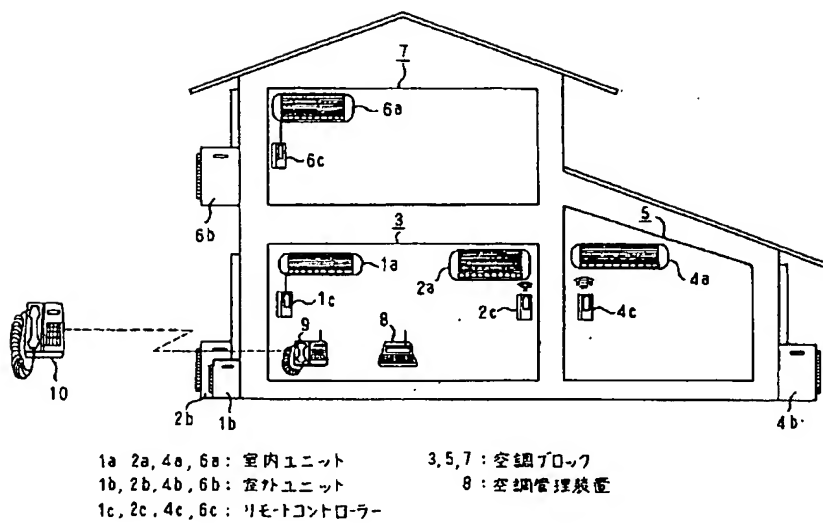 7
6a
6c
6b
3
5
1a
2a
4a
1c
2c
4c
9
8
10
2b
1b
4b
1a 2a, 4a, 6a: 室内ユニット
3,5,7: 空調ブロック
1b, 2b, 4b, 6b: 室外ユニット
8: 空調管理装置
1c, 2c, 4c, 6c: リモートコントローラー